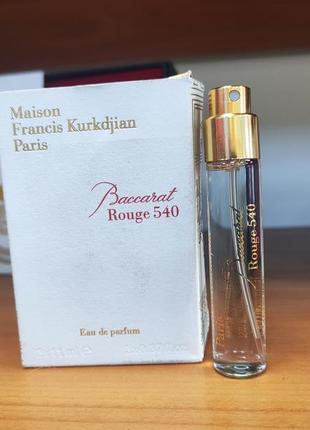 Maison
Francis Kurkdjian
Paris
Baccarat
Rouge 540
Eau de parfum
Baccarat
Rouge 540